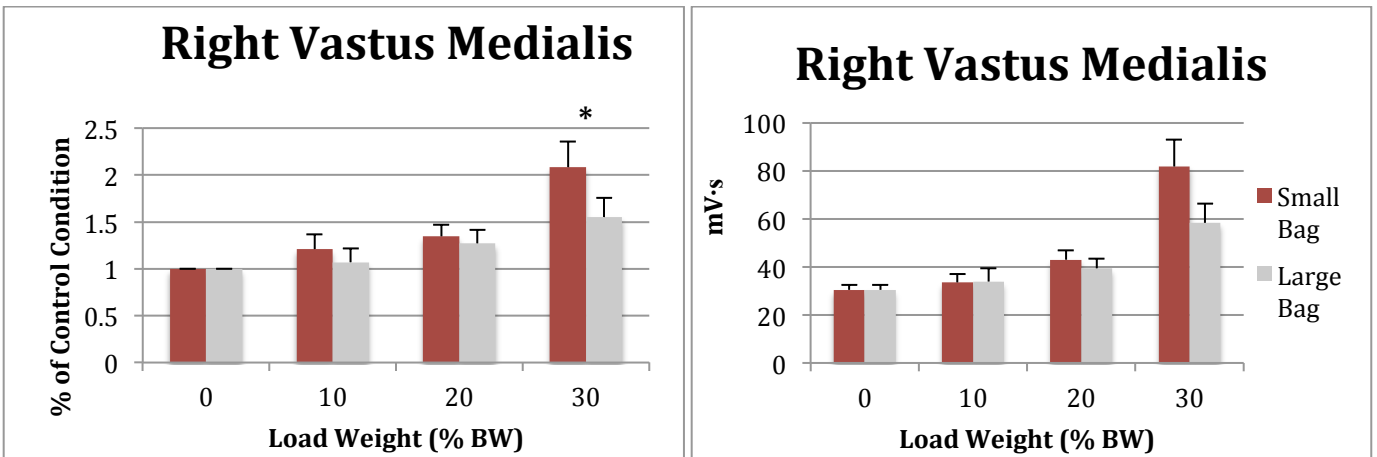 Right Vastus Medialis
*
% of Control Condition
2.5
2
1.5
1
0.5
0
0 10 20 30
Load Weight (% BW)
Right Vastus Medialis
mV·s
100
80
60
40
20
0
0 10 20 30
Load Weight (% BW)
Small
Bag
Large
Bag